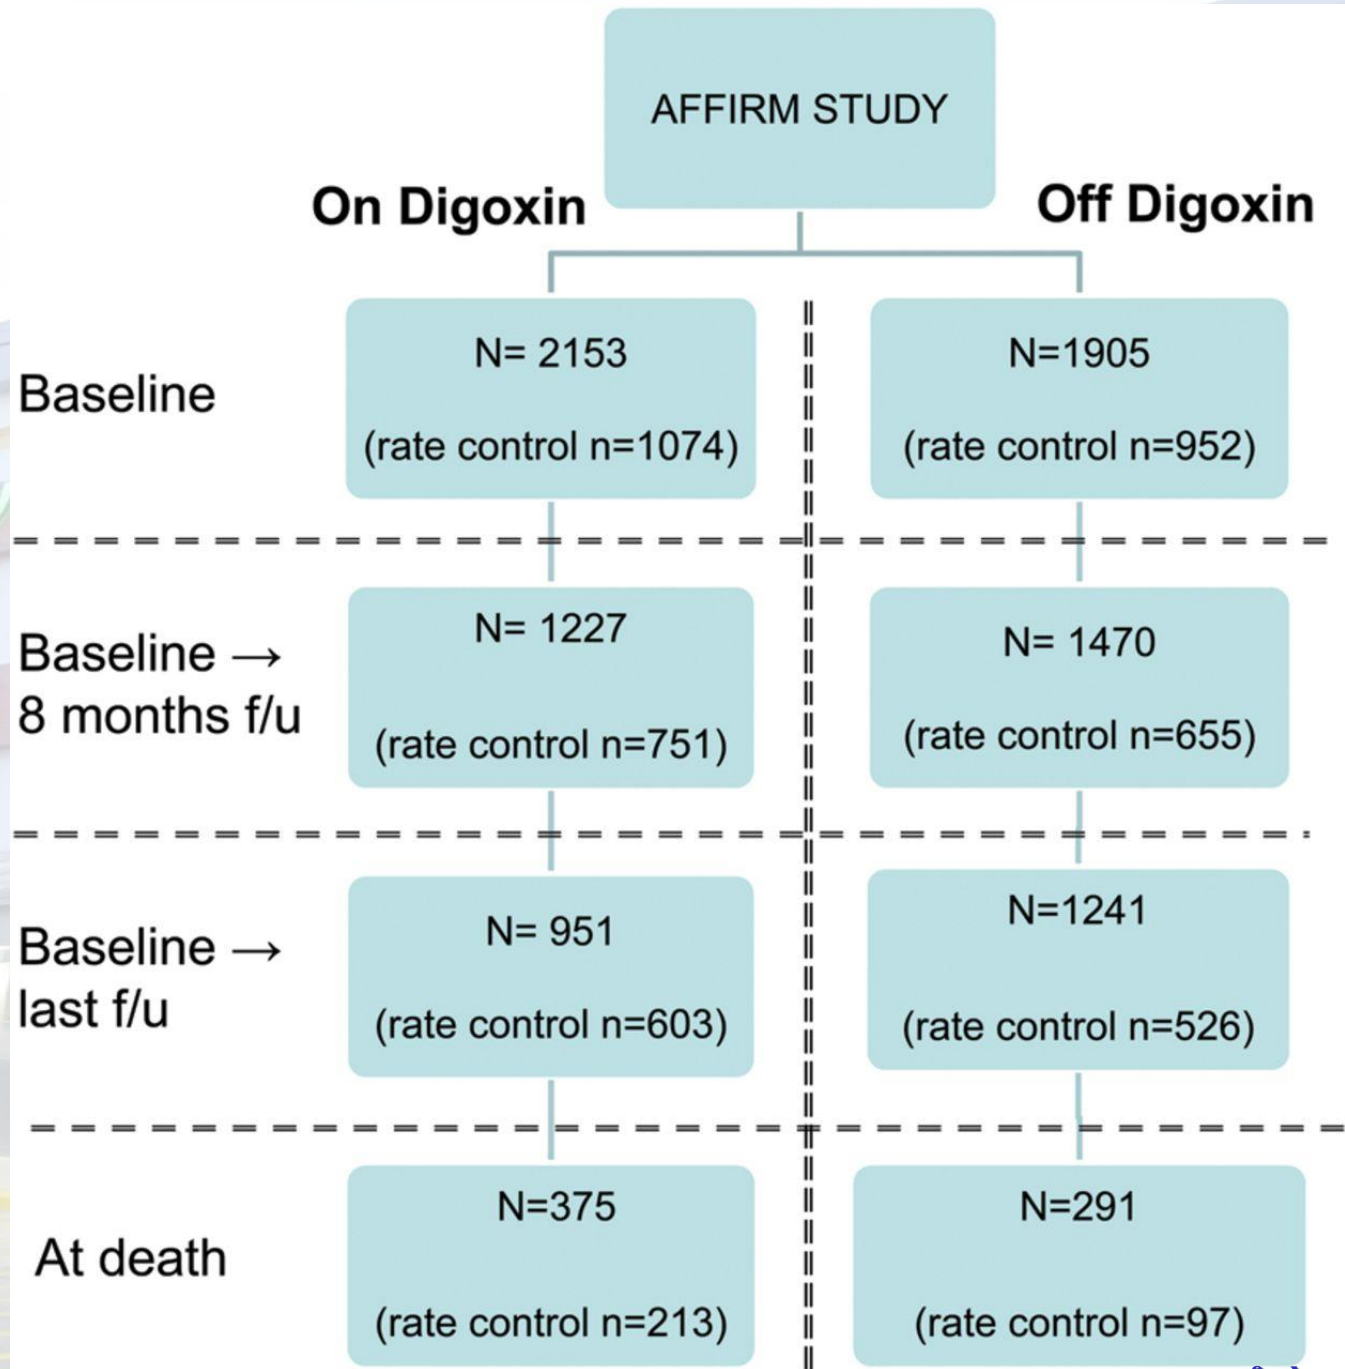 AFFIRM STUDY
On Digoxin
Off Digoxin
Baseline
N= 2153
(rate control n=1074)
N=1905
(rate control n=952)
Baseline →
8 months f/u
N= 1227
(rate control n=751)
N= 1470
(rate control n=655)
Baseline →
last f/u
N= 951
(rate control n=603)
N=1241
(rate control n=526)
At death
N=375
(rate control n=213)
N=291
(rate control n=97)